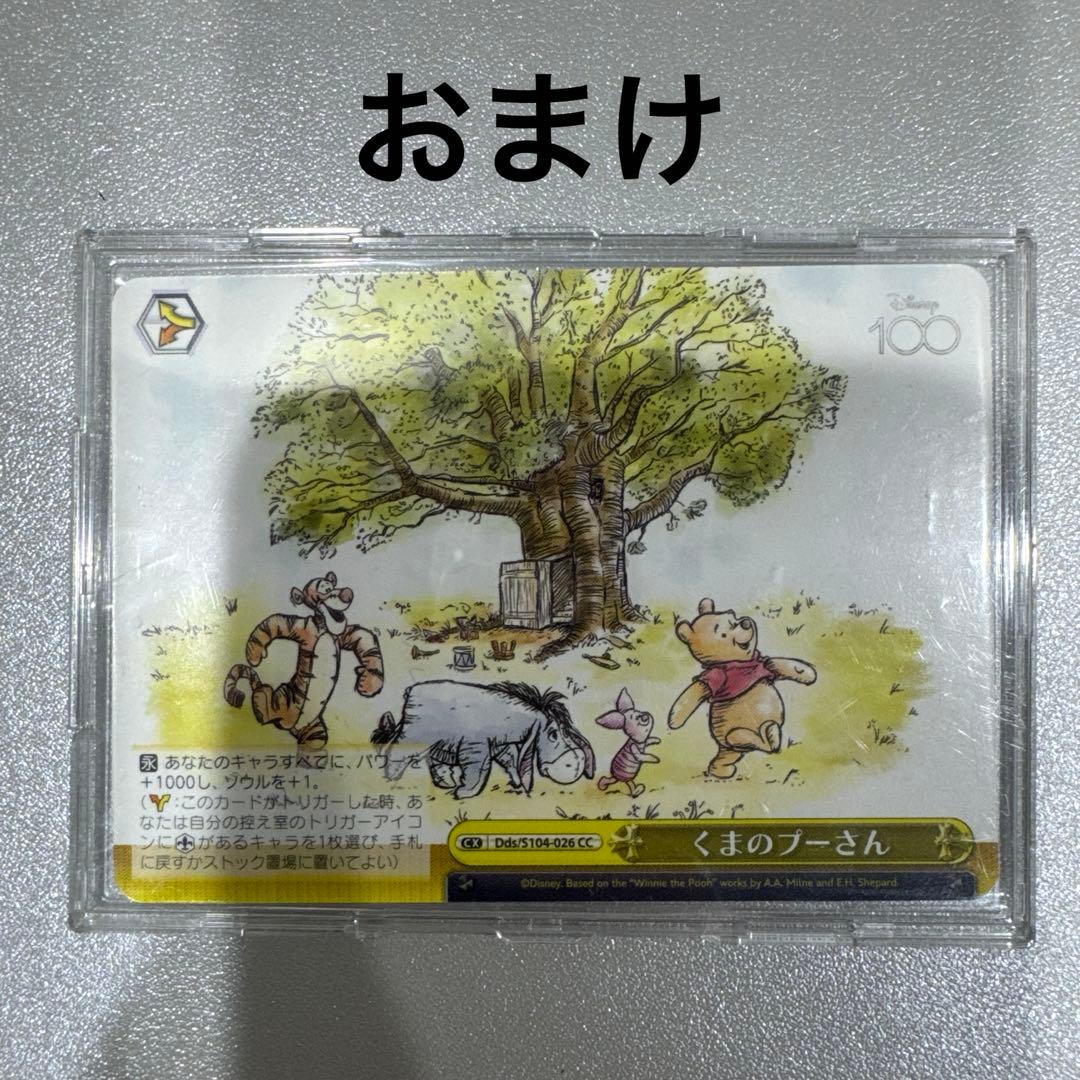 おまけ
Disney
100
永 あなたのキャラすべてに、パワーを
+1000し、ソウルを+1。
(:このカードがトリガーした時、あ
なたは自分の控え室のトリガーアイコ
ンにがあるキャラを1枚選び、手札
に戻すかストック置場に置いてよい)
CX Dds/S104-026 CC くまのプーさん
©Disney. Based on the "Winnie the Pooh" works by A.A. Milne and E.H. Shepard.